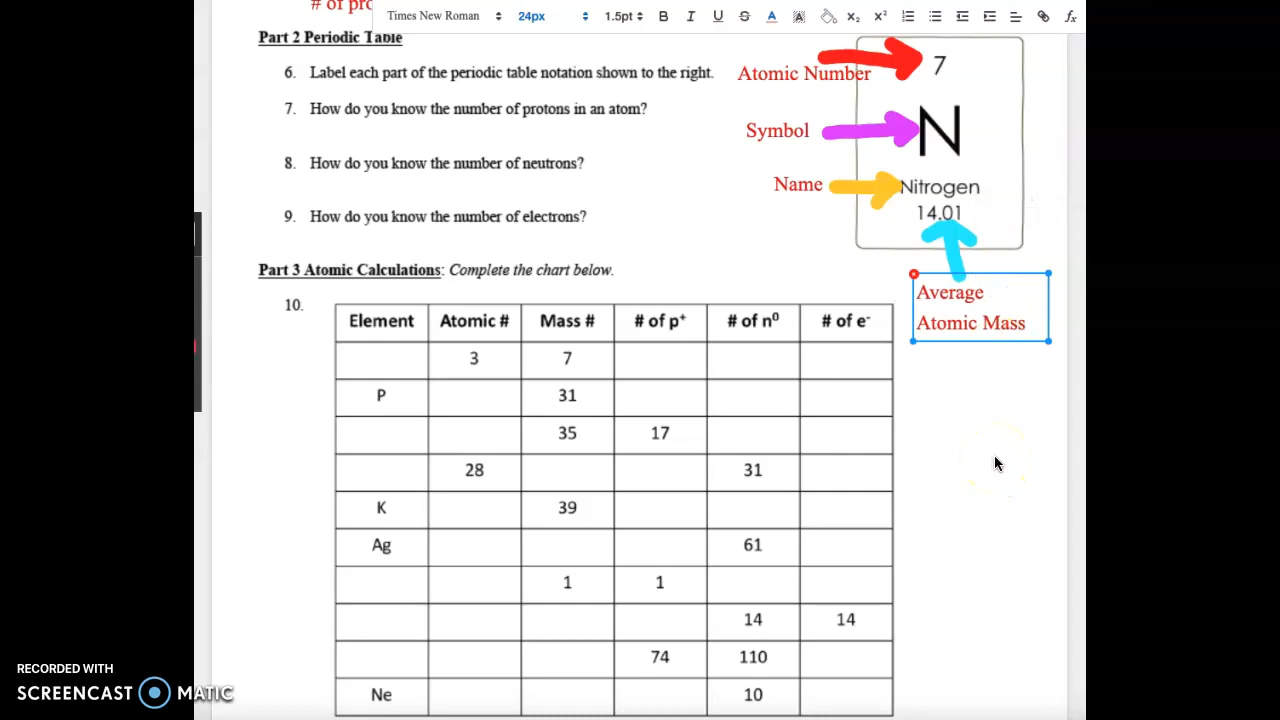 # of pro
Times New Roman 24px 1.5pt B I U S A A x₂ x² fx
Part 2 Periodic Table
6. Label each part of the periodic table notation shown to the right.
Atomic Number
7
7. How do you know the number of protons in an atom?
Symbol
N
8. How do you know the number of neutrons?
Name
Nitrogen
14.01
9. How do you know the number of electrons?
Part 3 Atomic Calculations: Complete the chart below.
Average
Atomic Mass
10.
Element Atomic # Mass # # of p⁺ # of n⁰ # of e⁻
3 7
P 31
35 17
28 31
K 39
Ag 61
1 1
14 14
74 110
Ne 10
RECORDED WITH
SCREENCAST MATIC